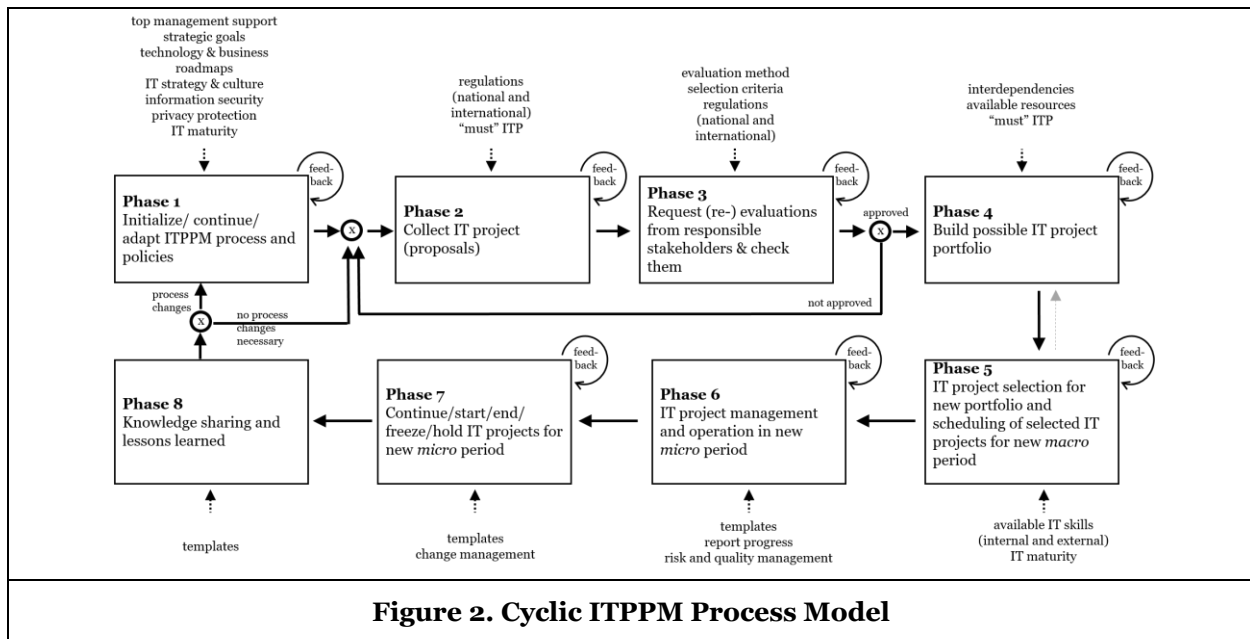 top management support
strategic goals
technology & business
roadmaps
IT strategy & culture
information security
privacy protection
IT maturity
regulations
(national and
international)
“must” ITP
evaluation method
selection criteria
regulations
(national and
international)
interdependencies
available resources
“must” ITP
feed-
back
Phase 1
Initialize/ continue/
adapt ITPPM process and
policies
x
feed-
back
Phase 2
Collect IT project
(proposals)
feed-
back
Phase 3
Request (re-) evaluations
from responsible
stakeholders & check
them
approved
x
feed-
back
Phase 4
Build possible IT project
portfolio
process
changes
x
no process
changes
necessary
not approved
Phase 8
Knowledge sharing and
lessons learned
feed-
back
Phase 7
Continue/start/end/
freeze/hold IT projects for
new micro period
feed-
back
Phase 6
IT project management
and operation in new
micro period
feed-
back
Phase 5
IT project selection for
new portfolio and
scheduling of selected IT
projects for new macro
period
templates
templates
change management
templates
report progress
risk and quality management
available IT skills
(internal and external)
IT maturity
Figure 2. Cyclic ITPPM Process Model